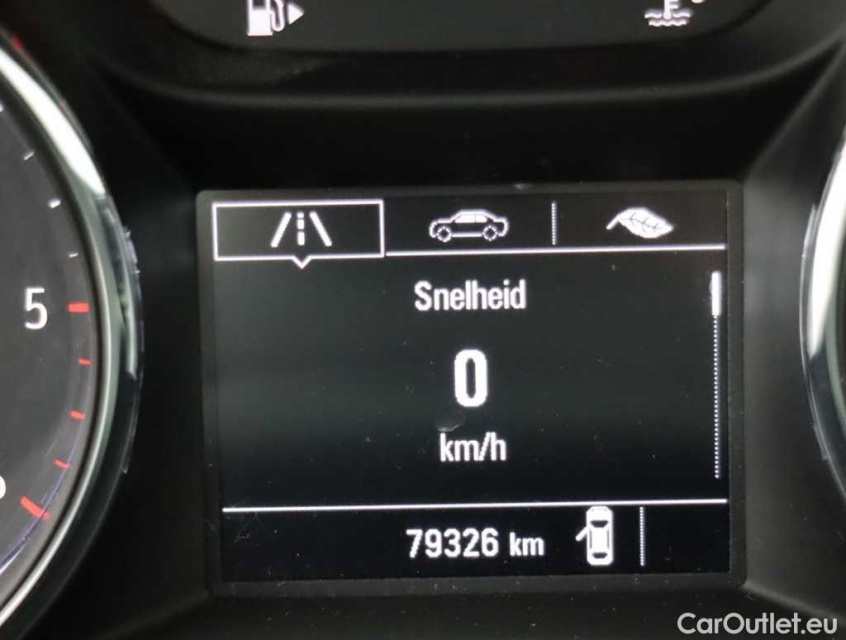 F
5
Snelheid
0
km/h
79326 km
CarOutlet.eu